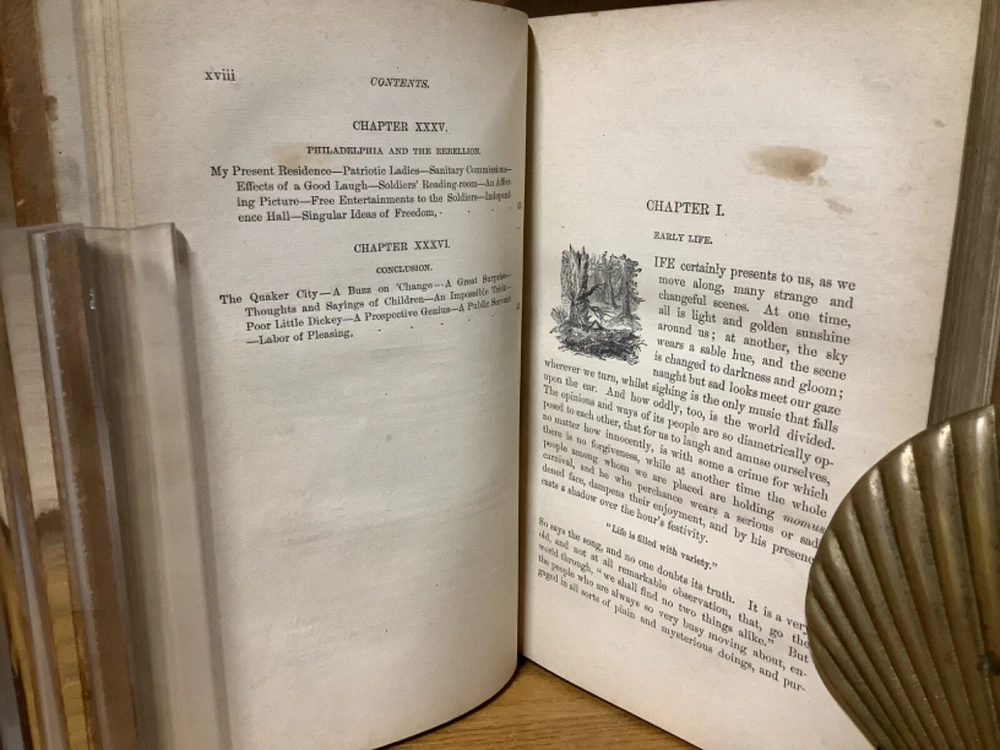 xviii
CONTENTS.
CHAPTER XXXV.
PHILADELPHIA AND THE REBELLION.
My Present Residence—Patriotic Ladies—Sanitary Commissions—
Effects of a Good Laugh—Soldiers' Reading-room—An Affect-
ing Picture—Free Entertainments to the Soldiers—Independ-
ence Hall—Singular Ideas of Freedom,
CHAPTER XXXVI.
CONCLUSION.
The Quaker City—A Buzz on 'Change—A Great Surprise—
Thoughts and Sayings of Children—An Impossible Trick—
Poor Little Dickey—A Prospective Genius—A Public Servant
—Labor of Pleasing,
CHAPTER I.
EARLY LIFE.
IFE certainly presents to us, as we
move along, many strange and
changeful scenes. At one time,
all is light and golden sunshine
around us; at another, the sky
wears a sable hue, and the scene
is changed to darkness and gloom;
naught but sad looks meet our gaze
wherever we turn, whilst sighing is the only music that falls
upon the ear. And how oddly, too, is the world divided.
The opinions and ways of its people are so diametrically op-
posed to each other, that for us to laugh and amuse ourselves,
no matter how innocently, is with some a crime for which
there is no forgiveness, while at another time the whole
people among whom we are placed are holding momus
carnival, and he who perchance wears a serious or sad-
dened face, dampens their enjoyment, and by his presence
casts a shadow over the hour's festivity.
"Life is filled with variety."
So says the song, and no one doubts its truth. It is a very
old, and not at all remarkable observation, that, go the
world through, "we shall find no two things alike." But
the people who are always so very busy moving about, en-
gaged in all sorts of plain and mysterious doings, and pur-